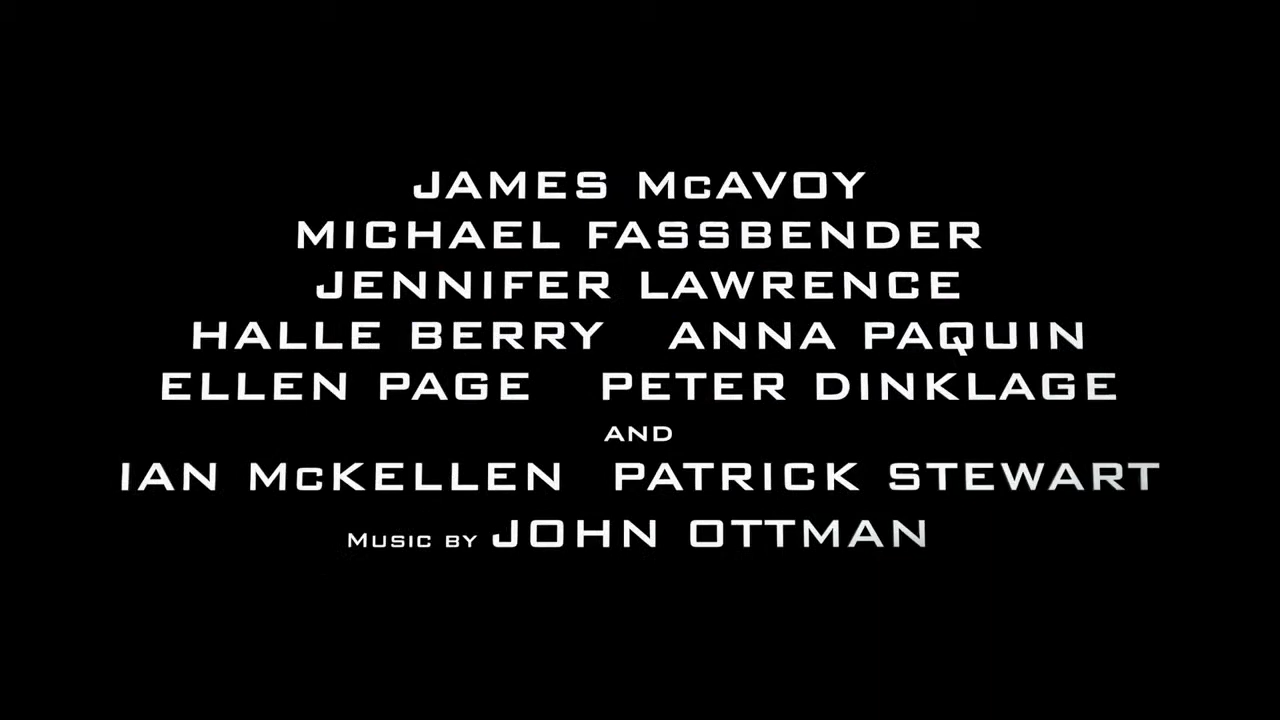 JAMES McAVOY
MICHAEL FASSBENDER
JENNIFER LAWRENCE
HALLE BERRY ANNA PAQUIN
ELLEN PAGE PETER DINKLAGE
AND
IAN McKELLEN PATRICK STEWART
MUSIC BY JOHN OTTMAN